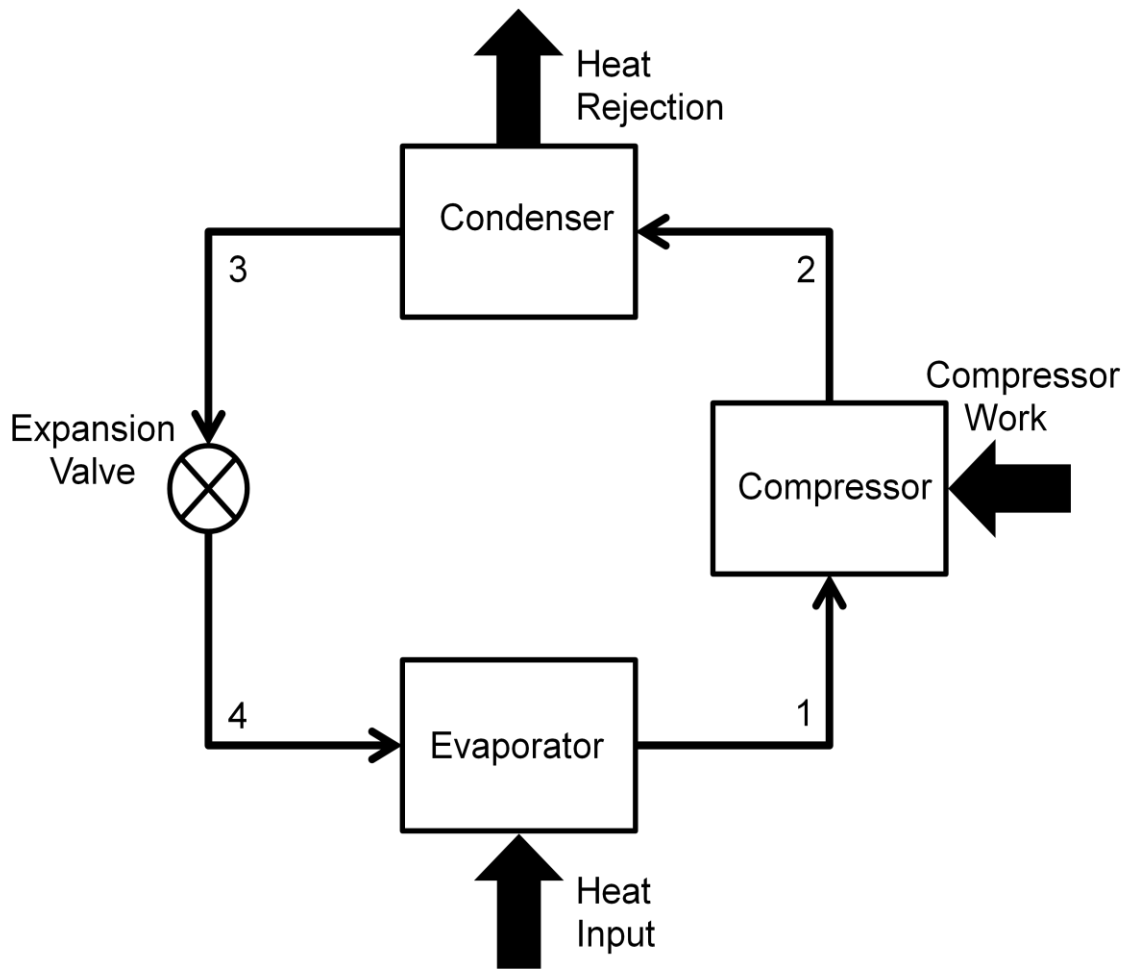 Heat
Rejection
Condenser
3
2
Expansion
Valve
Compressor
Work
Compressor
4
1
Evaporator
Heat
Input